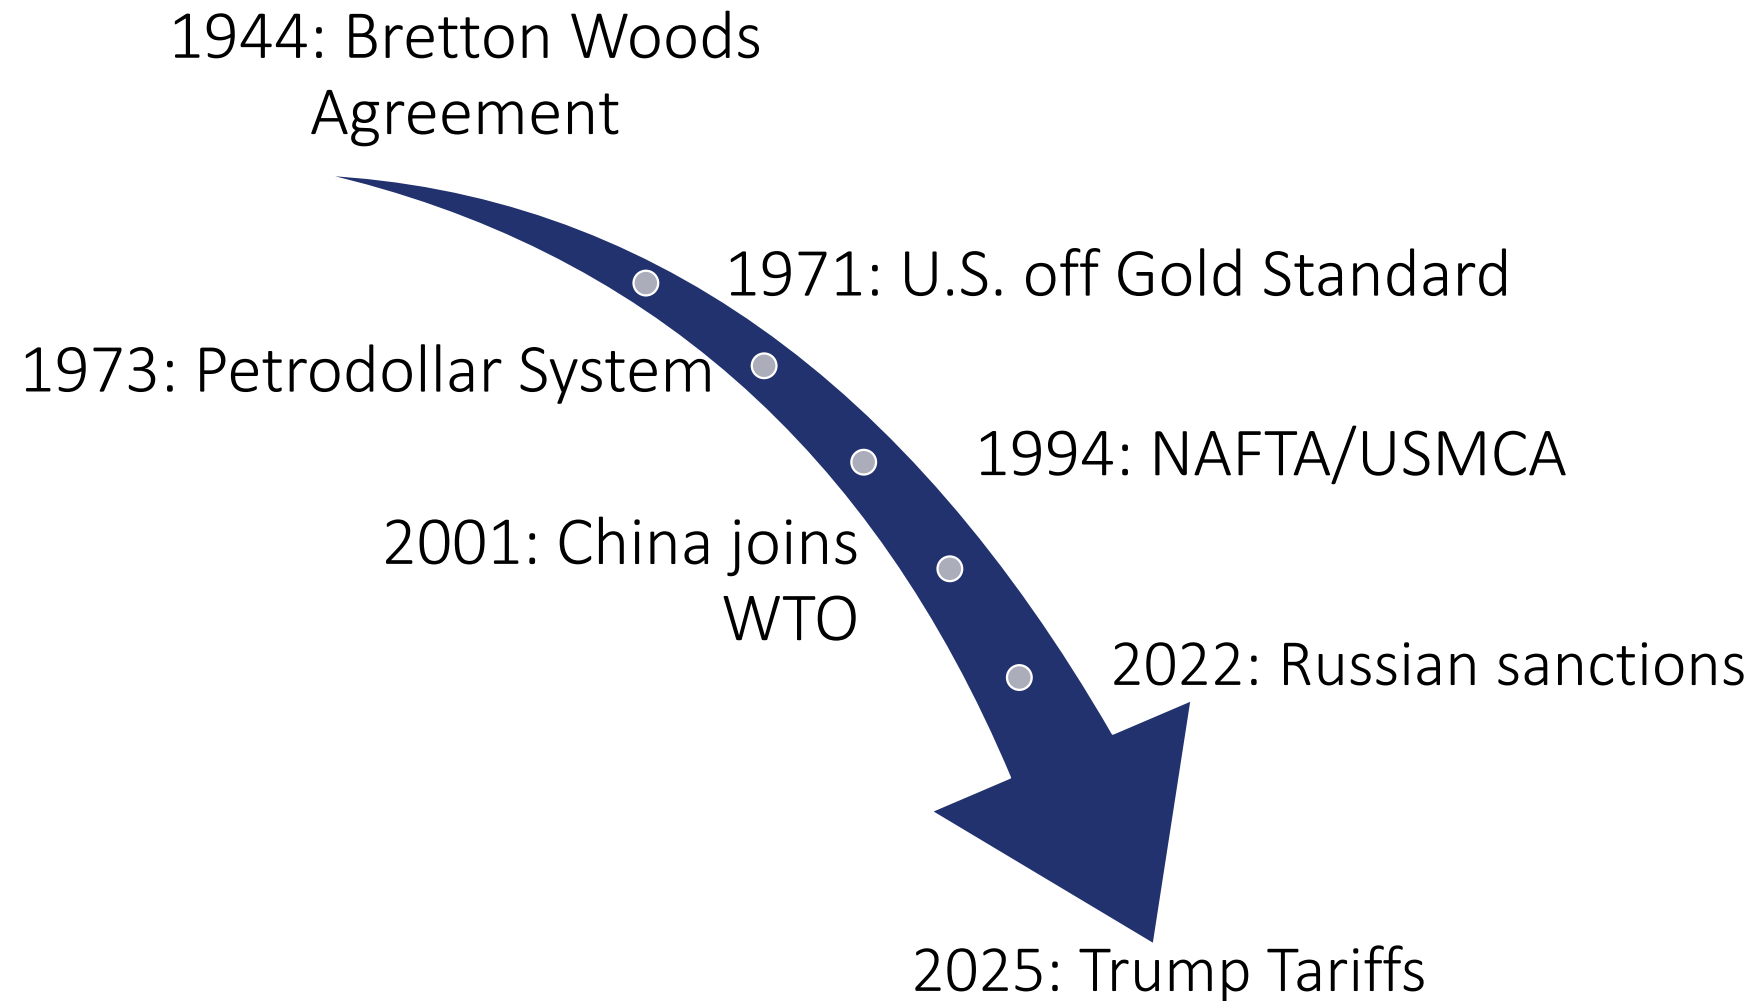 1944: Bretton Woods
Agreement
1971: U.S. off Gold Standard
1973: Petrodollar System
1994: NAFTA/USMCA
2001: China joins
WTO
2022: Russian sanctions
2025: Trump Tariffs